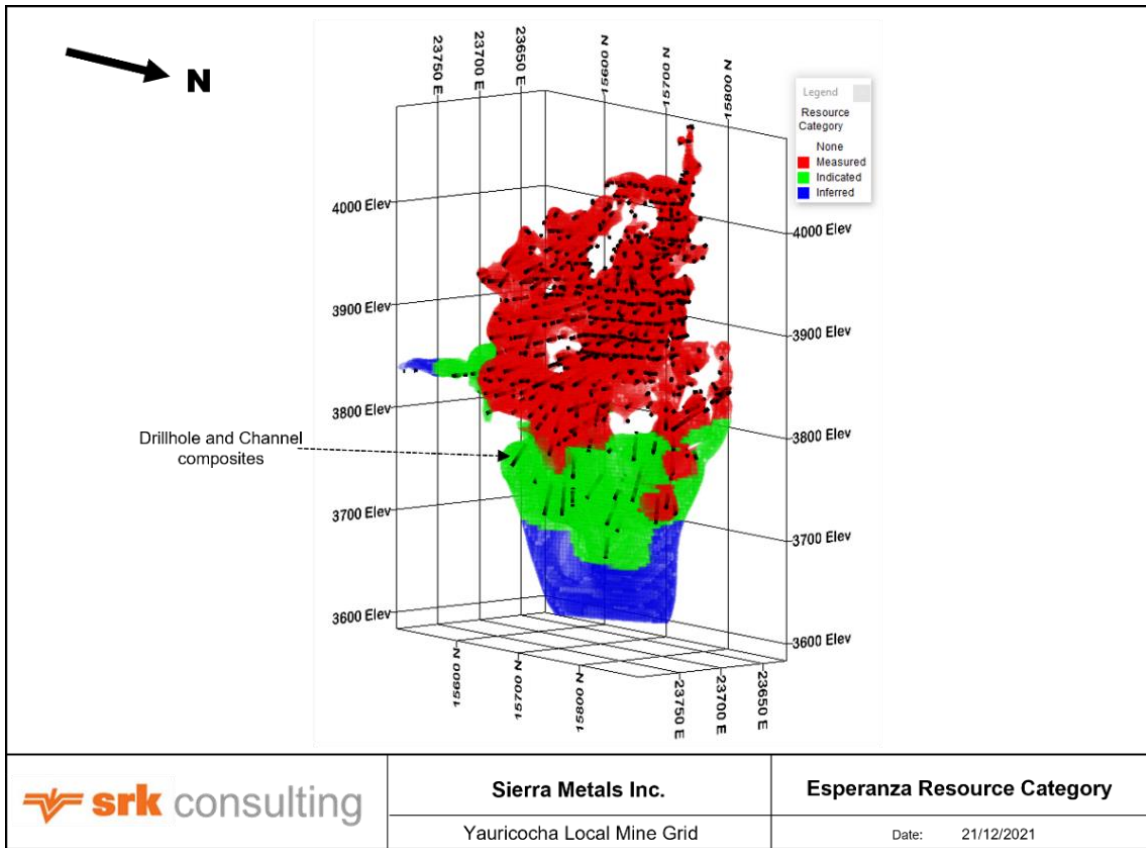 N
23750 E
23700 E
23650 E
15600 N
15700 N
15800 N
Legend
Resource
Category
None
Measured
Indicated
Inferred
4000 Elev
4000 Elev
3900 Elev
3900 Elev
3800 Elev
3800 Elev
Drillhole and Channel
composites
3700 Elev
3700 Elev
3600 Elev
3600 Elev
15600 N
15700 N
15800 N
23750 E
23700 E
23650 E
srk consulting
Sierra Metals Inc.
Yauricocha Local Mine Grid
Esperanza Resource Category
Date: 21/12/2021